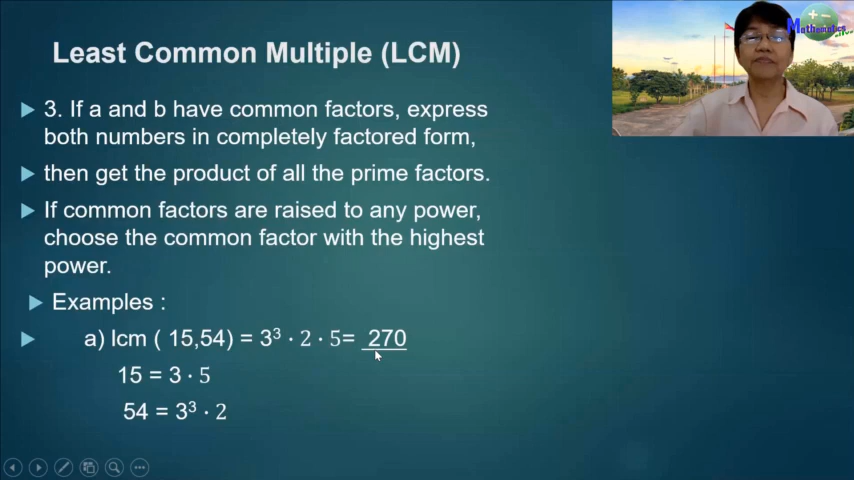 Least Common Multiple (LCM)
3. If a and b have common factors, express
both numbers in completely factored form,
then get the product of all the prime factors.
If common factors are raised to any power,
choose the common factor with the highest
power.
Examples :
a) lcm ( 15,54) = 3³ · 2 · 5= 270
15 = 3 · 5
54 = 3³ · 2
Mathematics